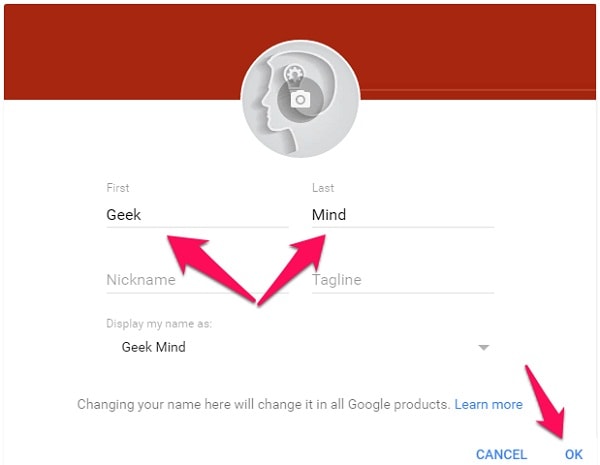 First Last
Geek Mind
Nickname Tagline
Display my name as:
Geek Mind
Changing your name here will change it in all Google products. Learn more
CANCEL OK